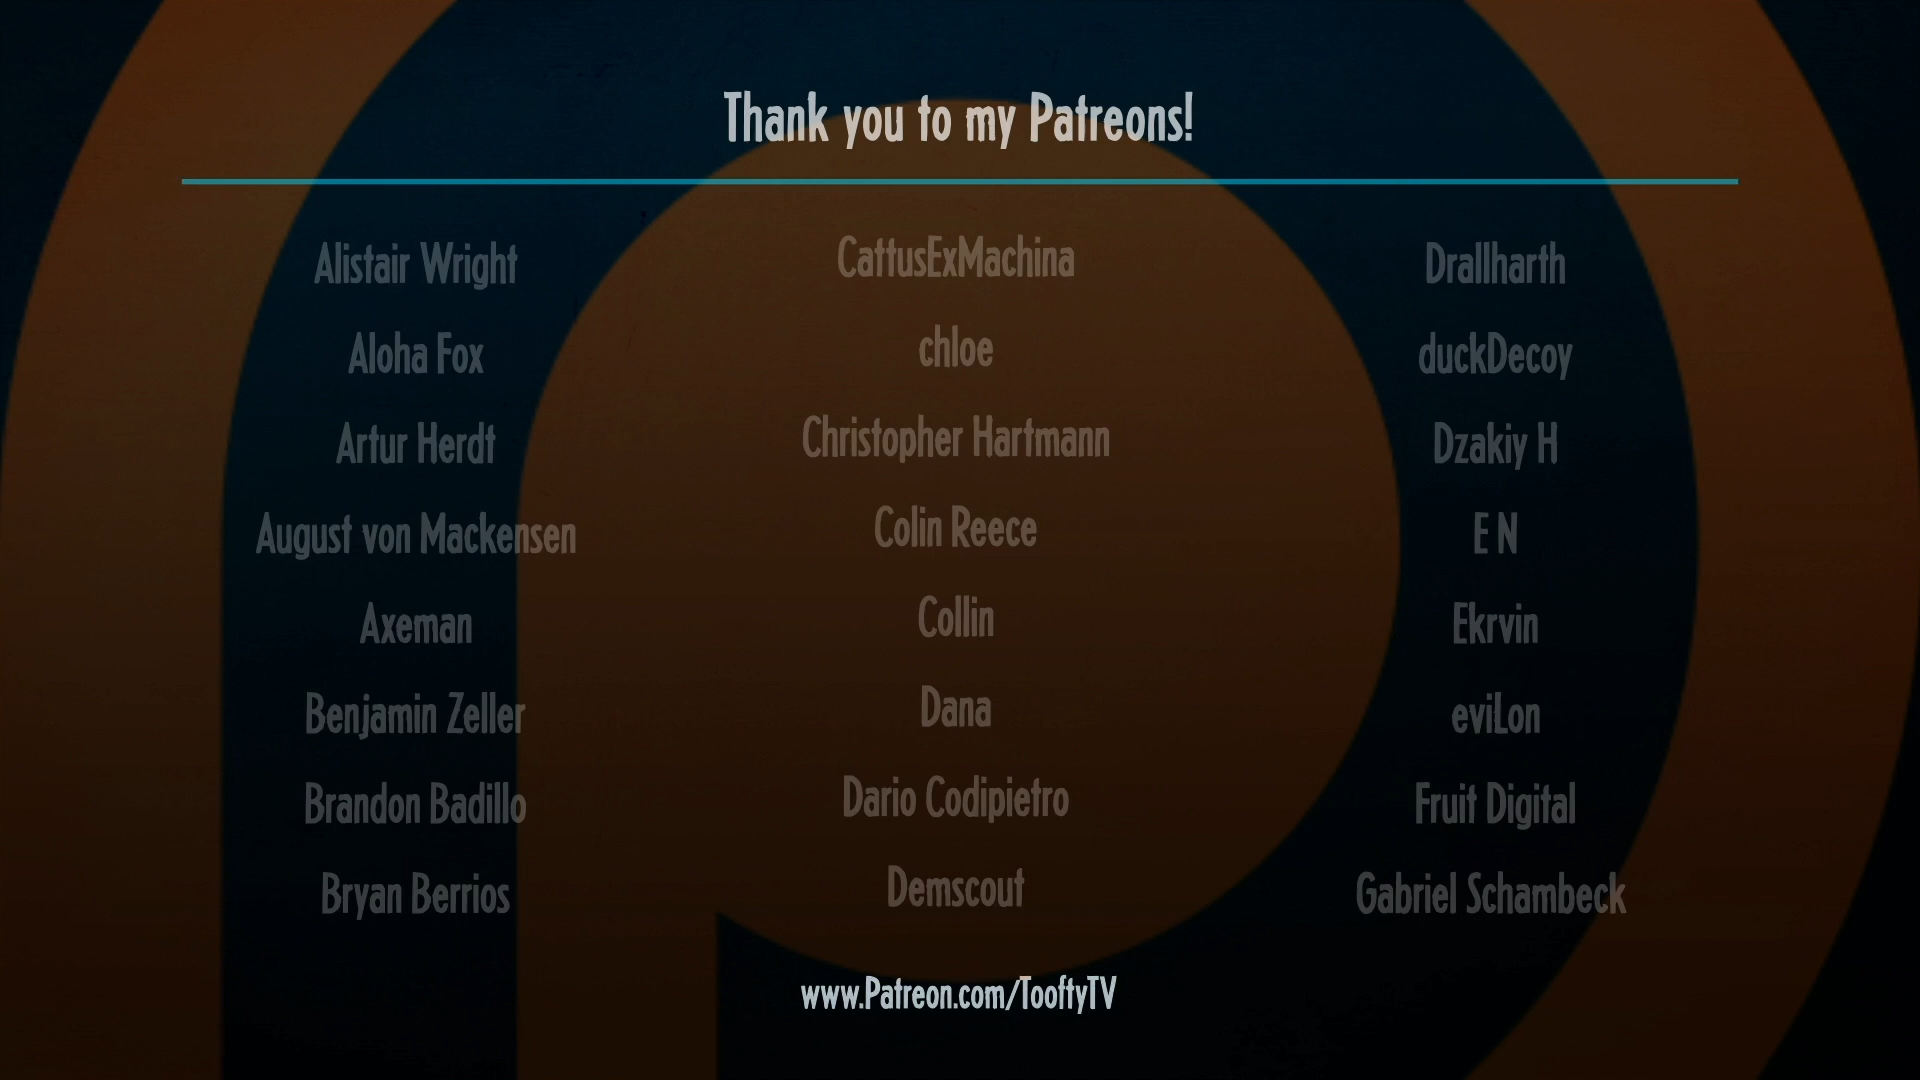 Thank you to my Patreons!
Alistair Wright
Aloha Fox
Artur Herdt
August von Mackensen
Axeman
Benjamin Zeller
Brandon Badillo
Bryan Berrios
CattusExMachina
chloe
Christopher Hartmann
Colin Reece
Collin
Dana
Dario Codipietro
Demscout
Drallharth
duckDecoy
Dzakiy H
E N
Ekrvin
eviLon
Fruit Digital
Gabriel Schambeck
www.Patreon.com/TooftyTV